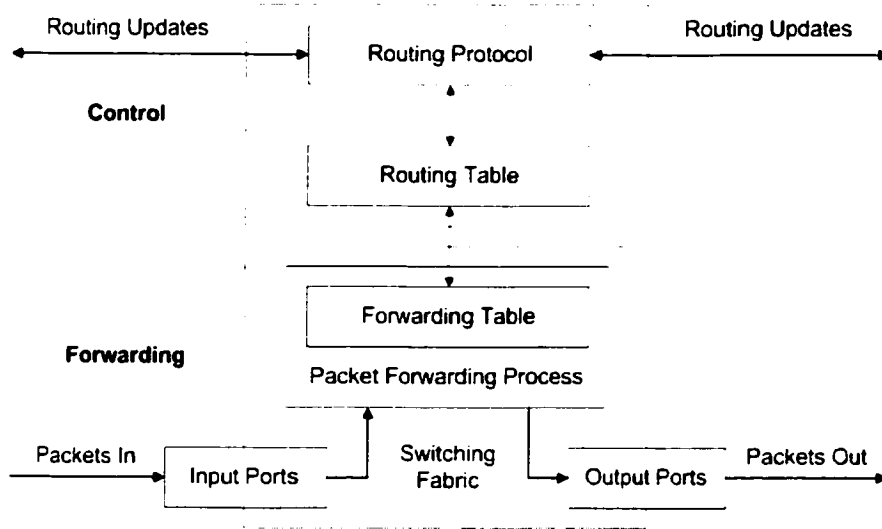 Routing Updates
Routing Protocol
Routing Updates
Control
Routing Table
Forwarding Table
Forwarding
Packet Forwarding Process
Packets In
Input Ports
Switching
Fabric
Output Ports
Packets Out